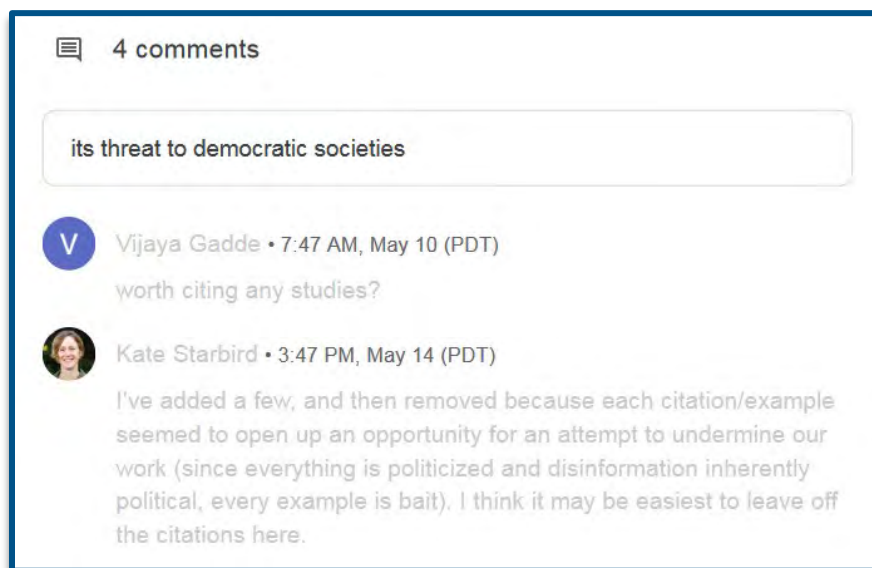 4 comments
its threat to democratic societies
V
Vijaya Gadde • 7:47 AM, May 10 (PDT)
worth citing any studies?
Kate Starbird • 3:47 PM, May 14 (PDT)
I've added a few, and then removed because each citation/example
seemed to open up an opportunity for an attempt to undermine our
work (since everything is politicized and disinformation inherently
political, every example is bait). I think it may be easiest to leave off
the citations here.